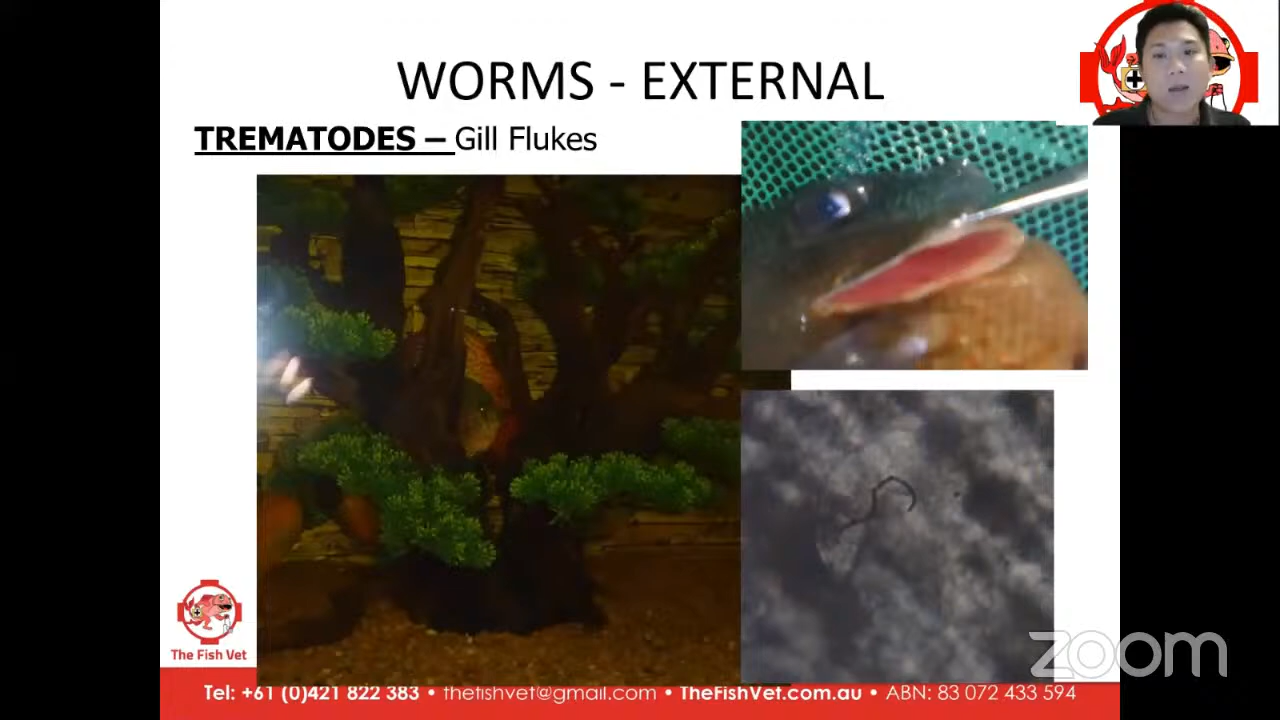 WORMS - EXTERNAL
TREMATODES – Gill Flukes
The Fish Vet
zoom
Tel: +61 (0)421 822 383 • thefishvet@gmail.com • TheFishVet.com.au • ABN: 83 072 433 594